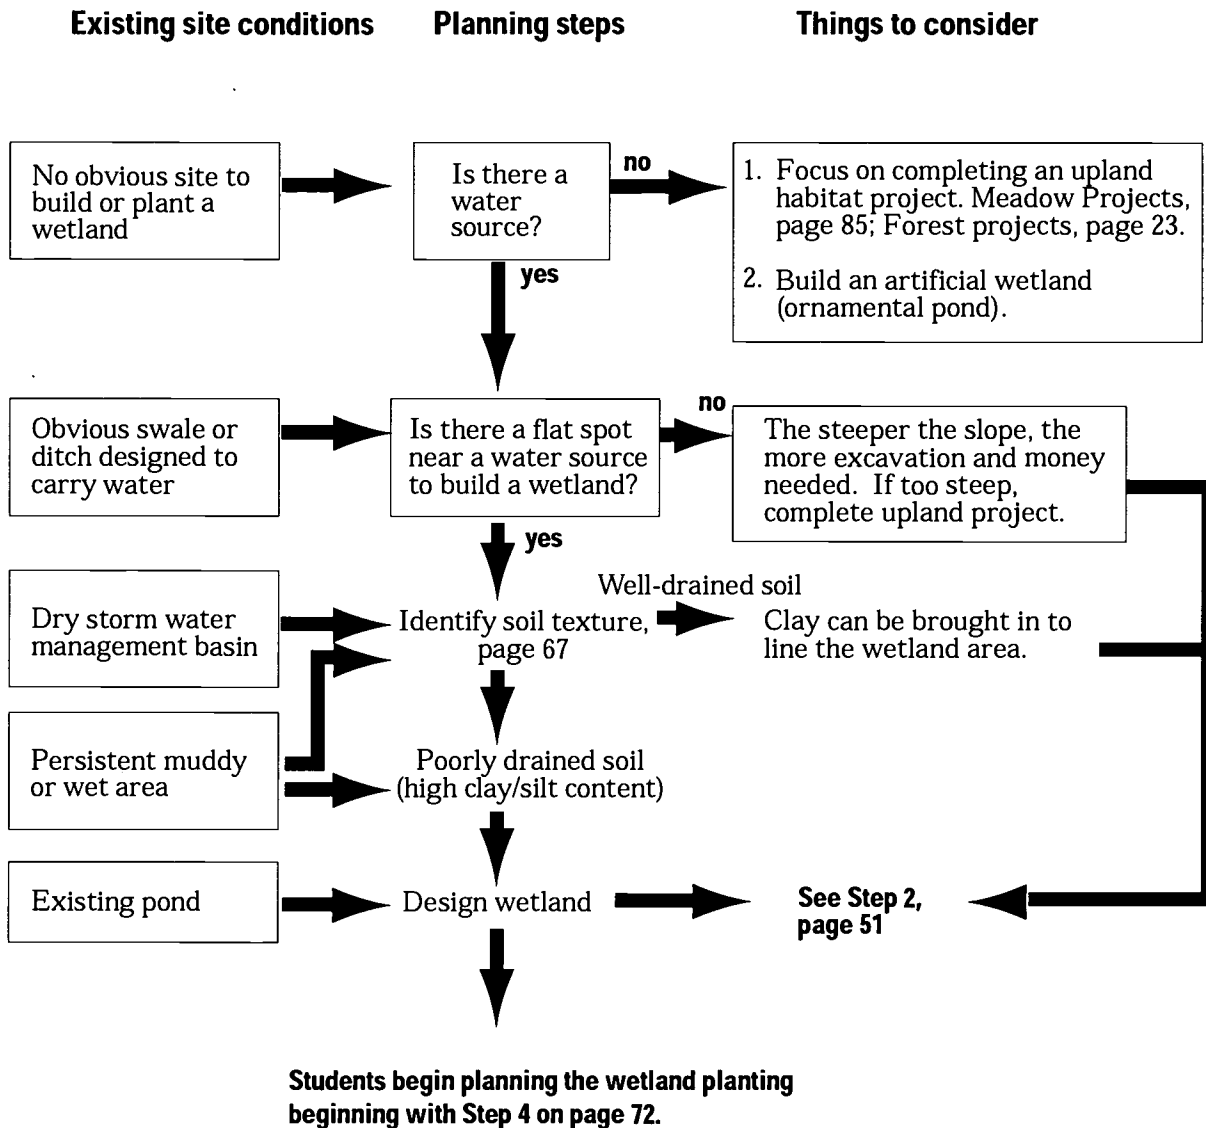 Existing site conditions
Planning steps
Things to consider
No obvious site to
build or plant a
wetland
Is there a
water
source?
no
1. Focus on completing an upland
habitat project. Meadow Projects,
page 85; Forest projects, page 23.
2. Build an artificial wetland
(ornamental pond).
yes
Obvious swale or
ditch designed to
carry water
Is there a flat spot
near a water source
to build a wetland?
no
The steeper the slope, the
more excavation and money
needed. If too steep,
complete upland project.
yes
Dry storm water
management basin
Identify soil texture,
page 67
Well-drained soil
Clay can be brought in to
line the wetland area.
Persistent muddy
or wet area
Poorly drained soil
(high clay/silt content)
Existing pond
Design wetland
See Step 2,
page 51
Students begin planning the wetland planting
beginning with Step 4 on page 72.